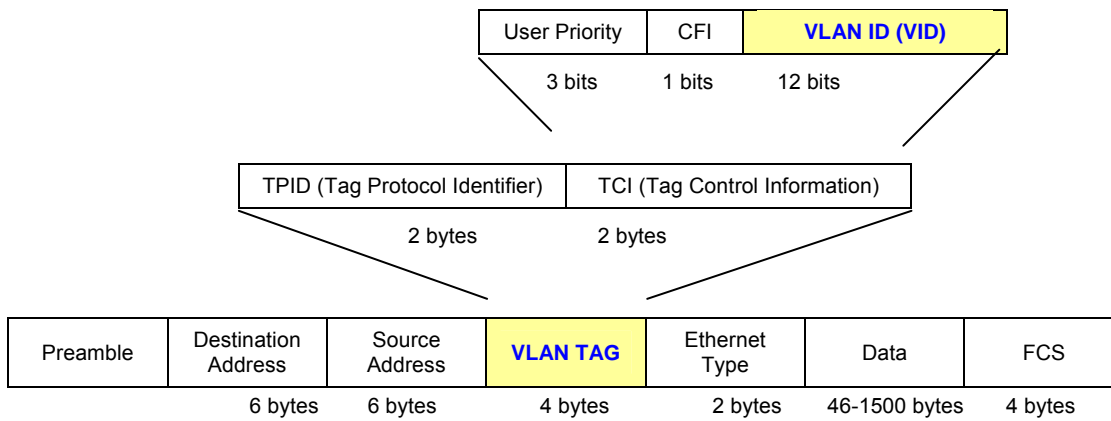 User Priority CFI VLAN ID (VID)
3 bits 1 bits 12 bits
TPID (Tag Protocol Identifier) TCI (Tag Control Information)
2 bytes 2 bytes
Preamble Destination Address Source Address VLAN TAG Ethernet Type Data FCS
6 bytes 6 bytes 4 bytes 2 bytes 46-1500 bytes 4 bytes